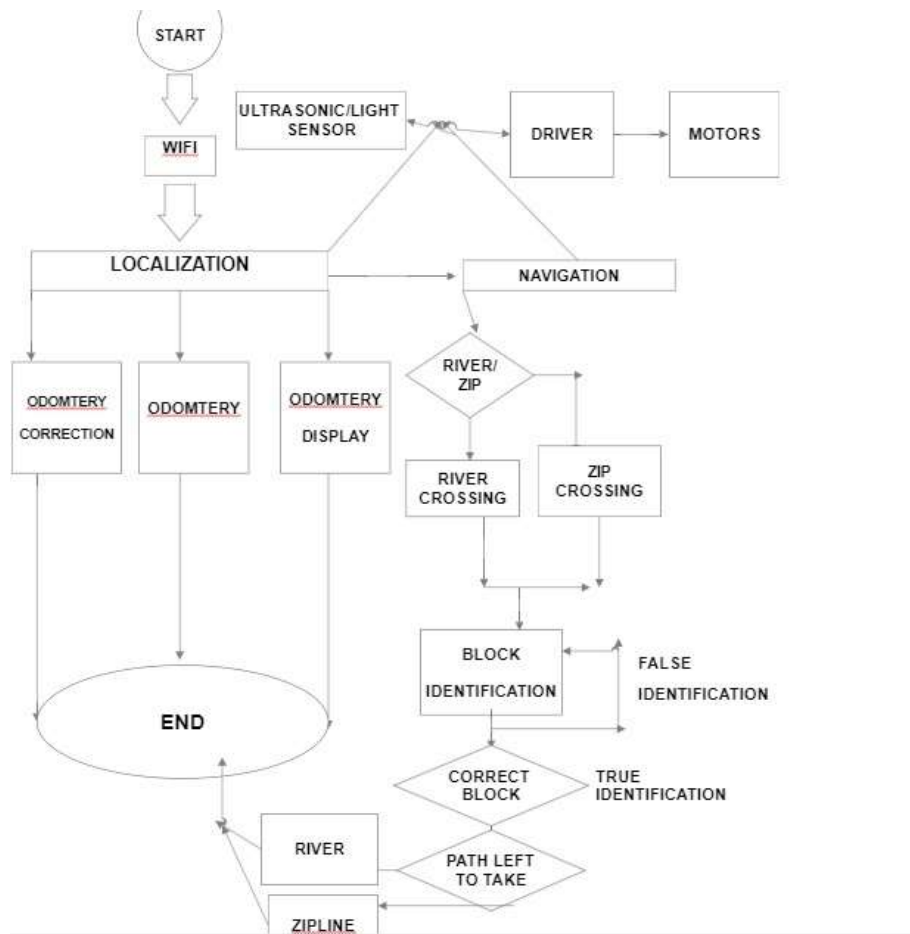 START
ULTRASONIC/LIGHT
SENSOR
DRIVER
MOTORS
WIFI
LOCALIZATION
NAVIGATION
RIVER/
ZIP
ODOMTERY
CORRECTION
ODOMTERY
ODOMTERY
DISPLAY
RIVER
CROSSING
ZIP
CROSSING
BLOCK
IDENTIFICATION
FALSE
IDENTIFICATION
END
CORRECT
BLOCK
TRUE
IDENTIFICATION
RIVER
PATH LEFT
TO TAKE
ZIPLINE